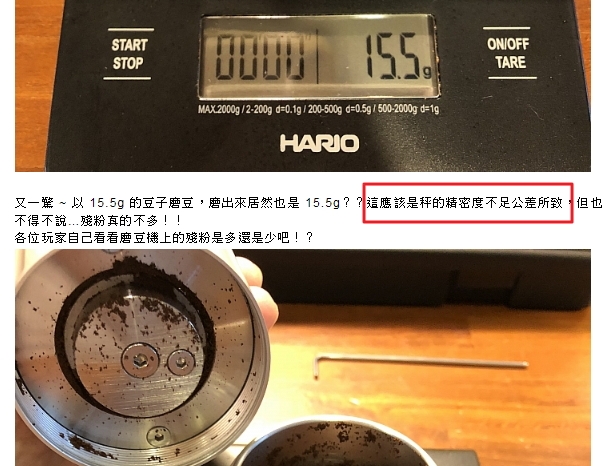 START
STOP
0000 15.5g
ON/OFF
TARE
MAX.2000g / 2-200g d=0.1g / 200-500g d=0.5g / 500-2000g d=1g
HARIO
又一驚 ~ 以 15.5g 的豆子磨豆，磨出來居然也是 15.5g？？這應該是秤的精密度不足公差所致，但也
不得不說...殘粉真的不多！！
各位玩家自己看看磨豆機上的殘粉是多還是少吧！？